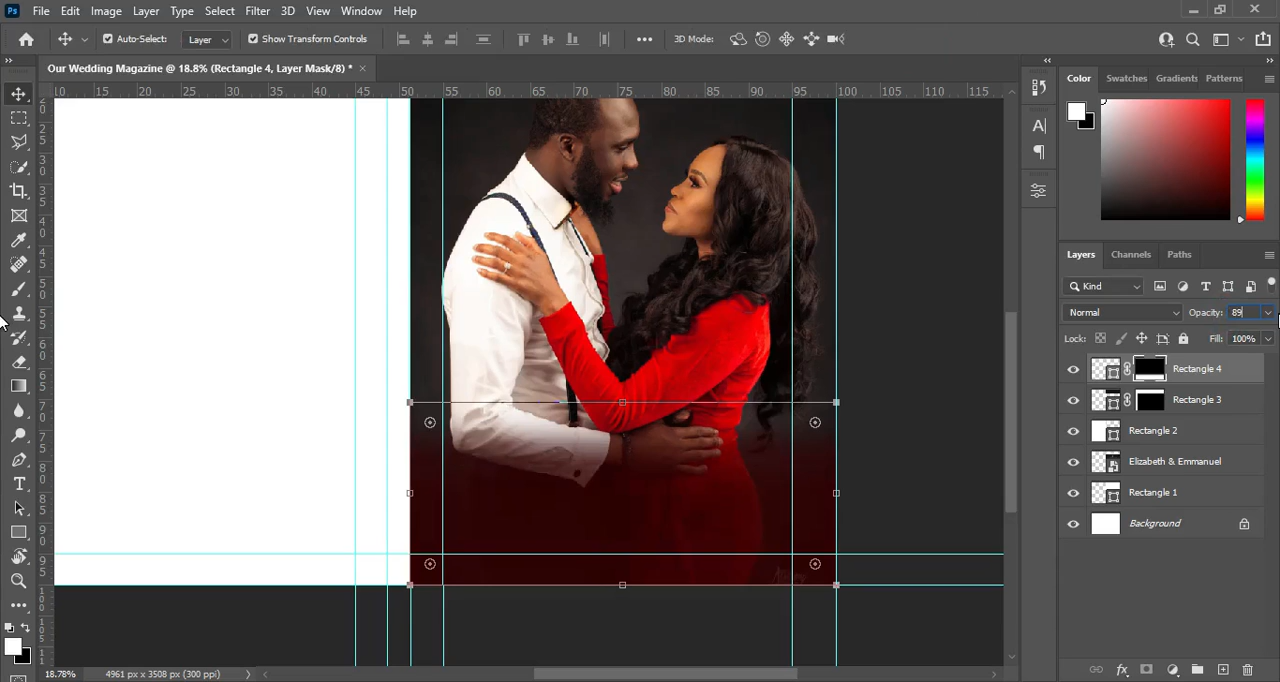 Ps File Edit Image Layer Type Select Filter 3D View Window Help
Auto-Select: Layer Show Transform Controls 3D Mode:
Our Wedding Magazine @ 18.8% (Rectangle 4, Layer Mask/8) *
10 15 20 25 30 35 40 45 50 55 60 65 70 75 80 85 90 95 100 105 110 115
Color Swatches Gradients Patterns
Layers Channels Paths
Kind
Normal Opacity: 89
Lock: Fill: 100%
Rectangle 4
Rectangle 3
Rectangle 2
Elizabeth & Emmanuel
Rectangle 1
Background
18.78% 4961 px x 3508 px (300 ppi)